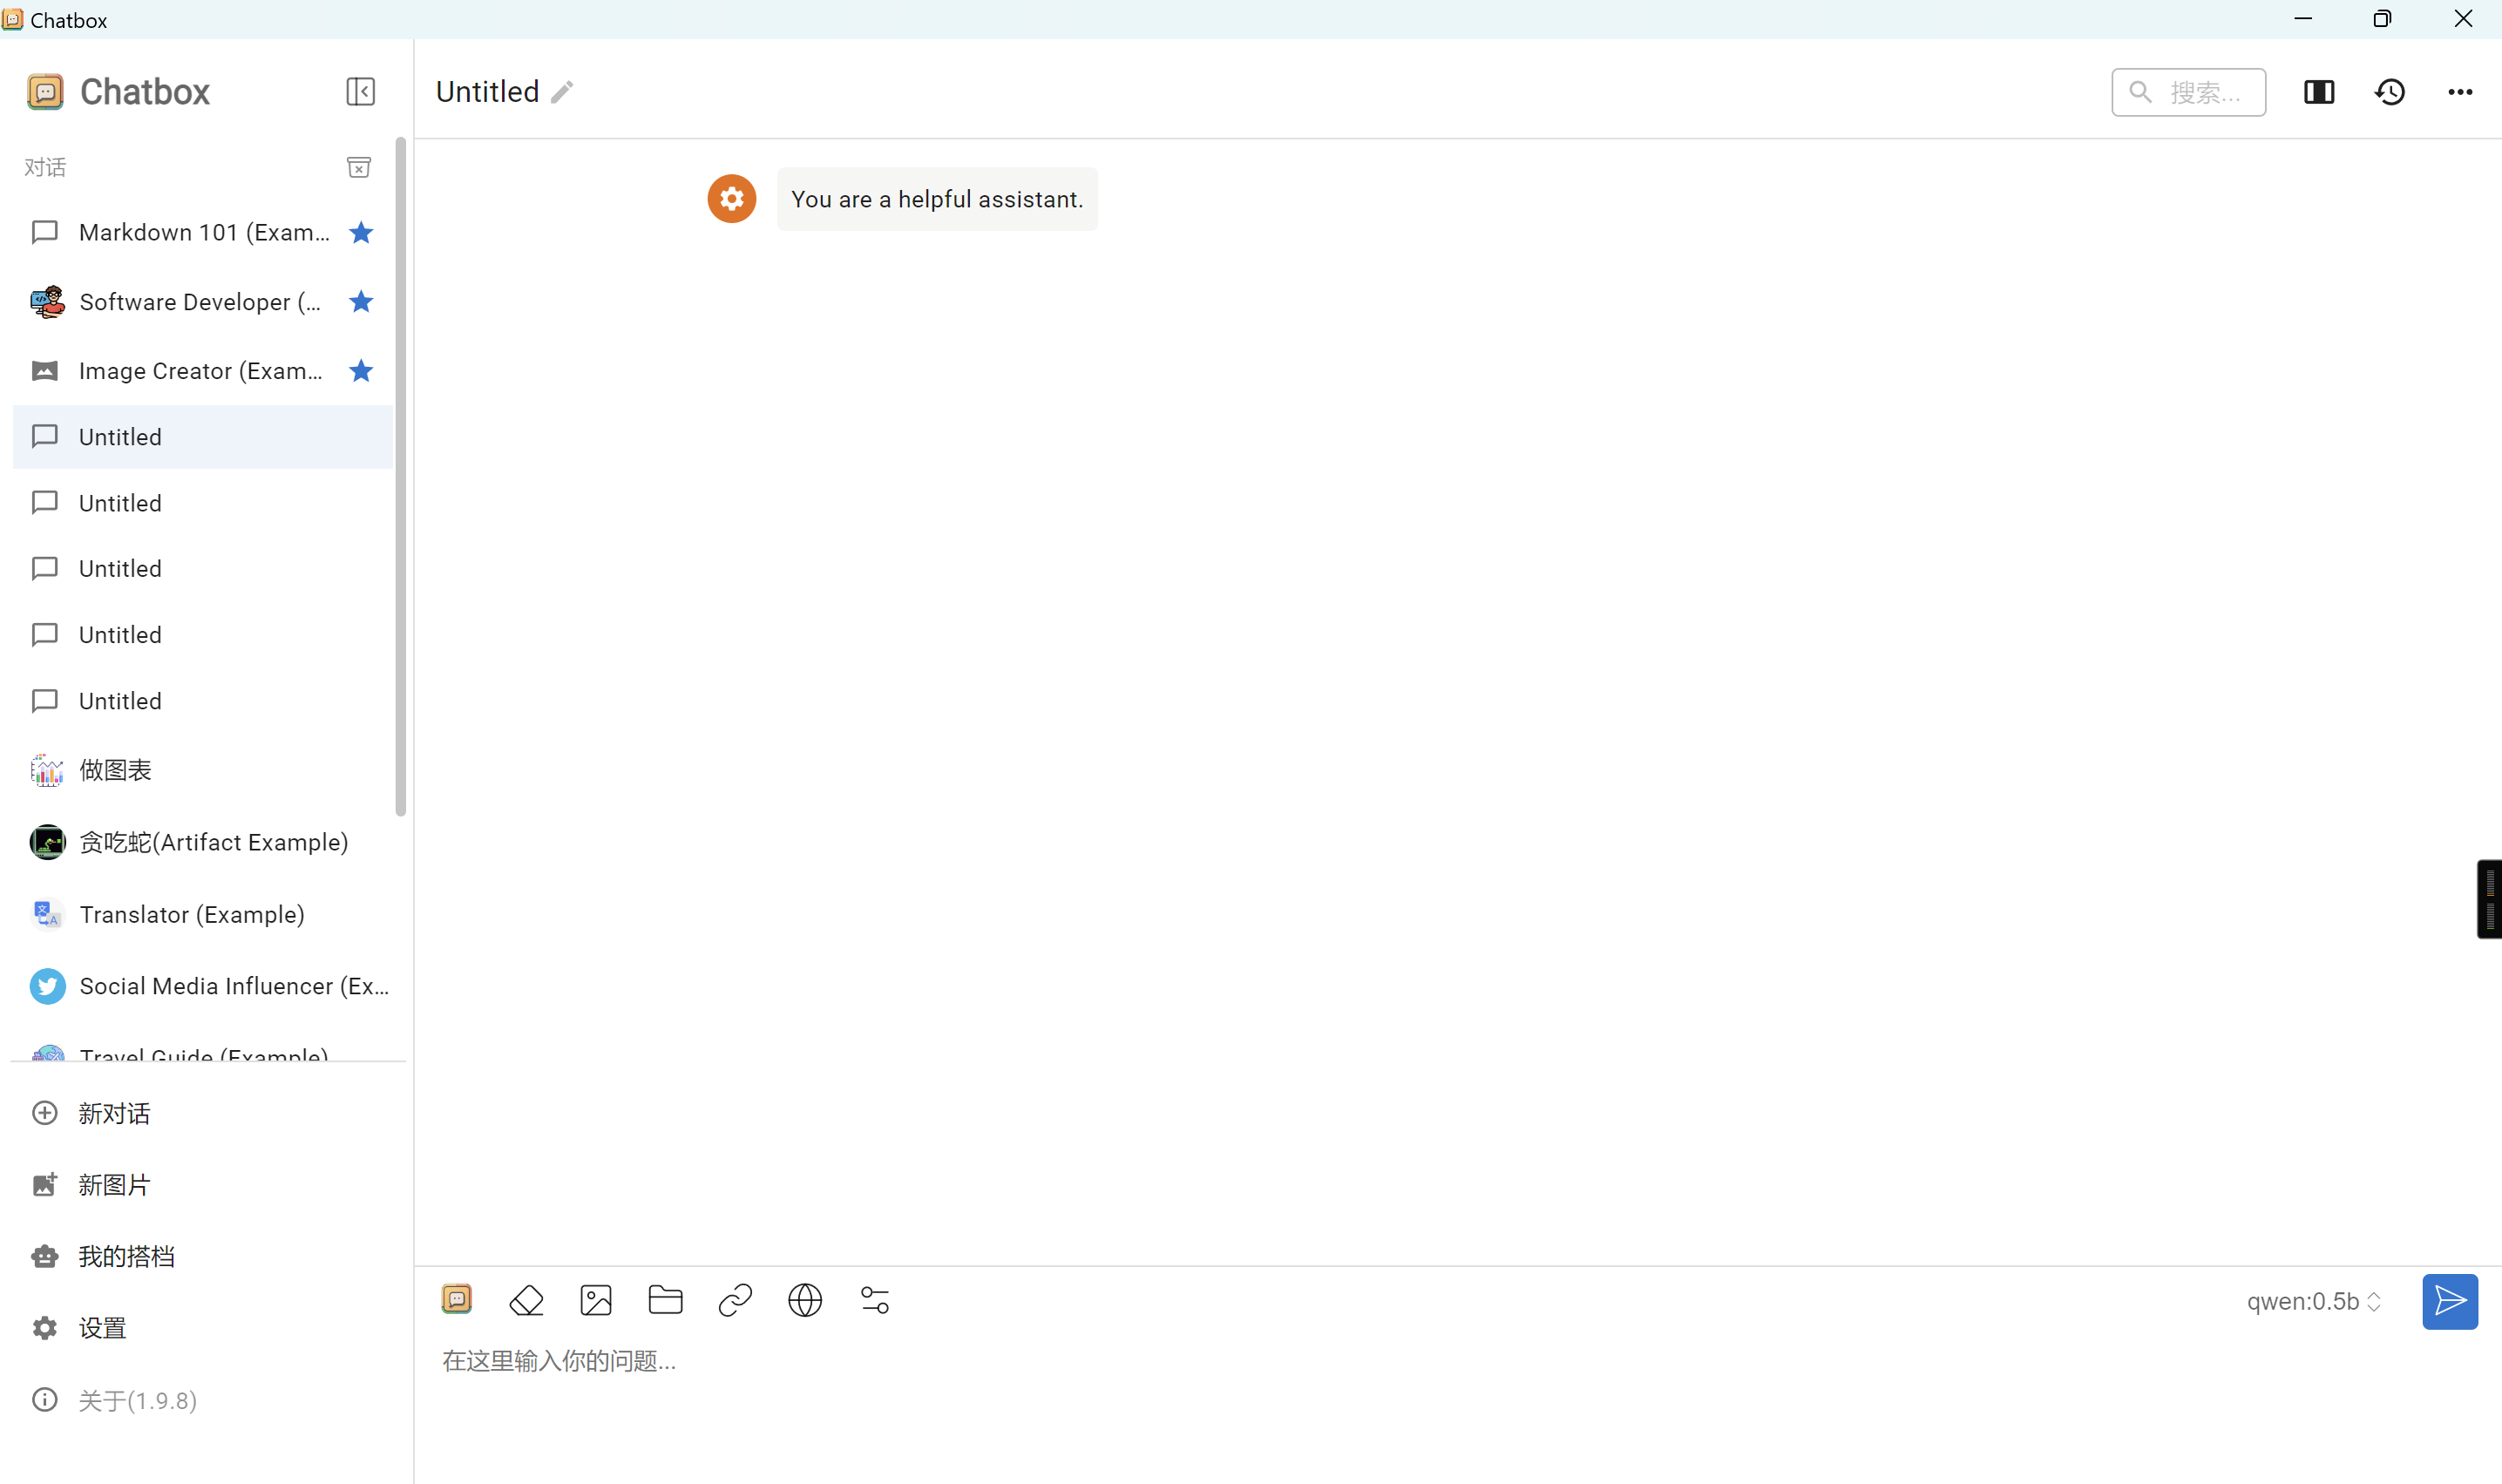 Chatbox
Chatbox
Untitled
搜索...
对话
You are a helpful assistant.
Markdown 101 (Exam...
Software Developer (...
Image Creator (Exam...
Untitled
Untitled
Untitled
Untitled
Untitled
做图表
贪吃蛇(Artifact Example)
Translator (Example)
Social Media Influencer (Ex...
Travel Guide (Example)
新对话
新图片
我的搭档
设置
关于(1.9.8)
qwen:0.5b
在这里输入你的问题...